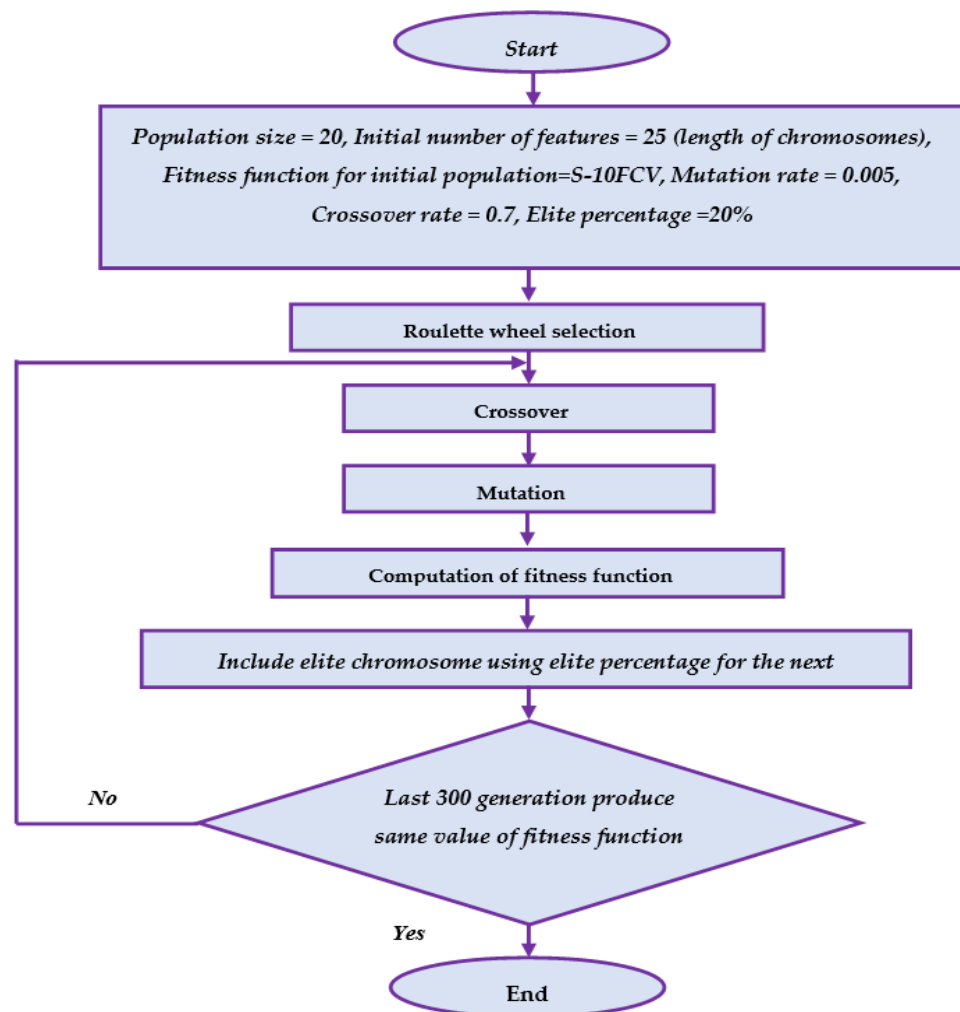 Start
Population size = 20, Initial number of features = 25 (length of chromosomes),
Fitness function for initial population=S-10FCV, Mutation rate = 0.005,
Crossover rate = 0.7, Elite percentage =20%
Roulette wheel selection
Crossover
Mutation
Computation of fitness function
Include elite chromosome using elite percentage for the next
No
Last 300 generation produce
same value of fitness function
Yes
End